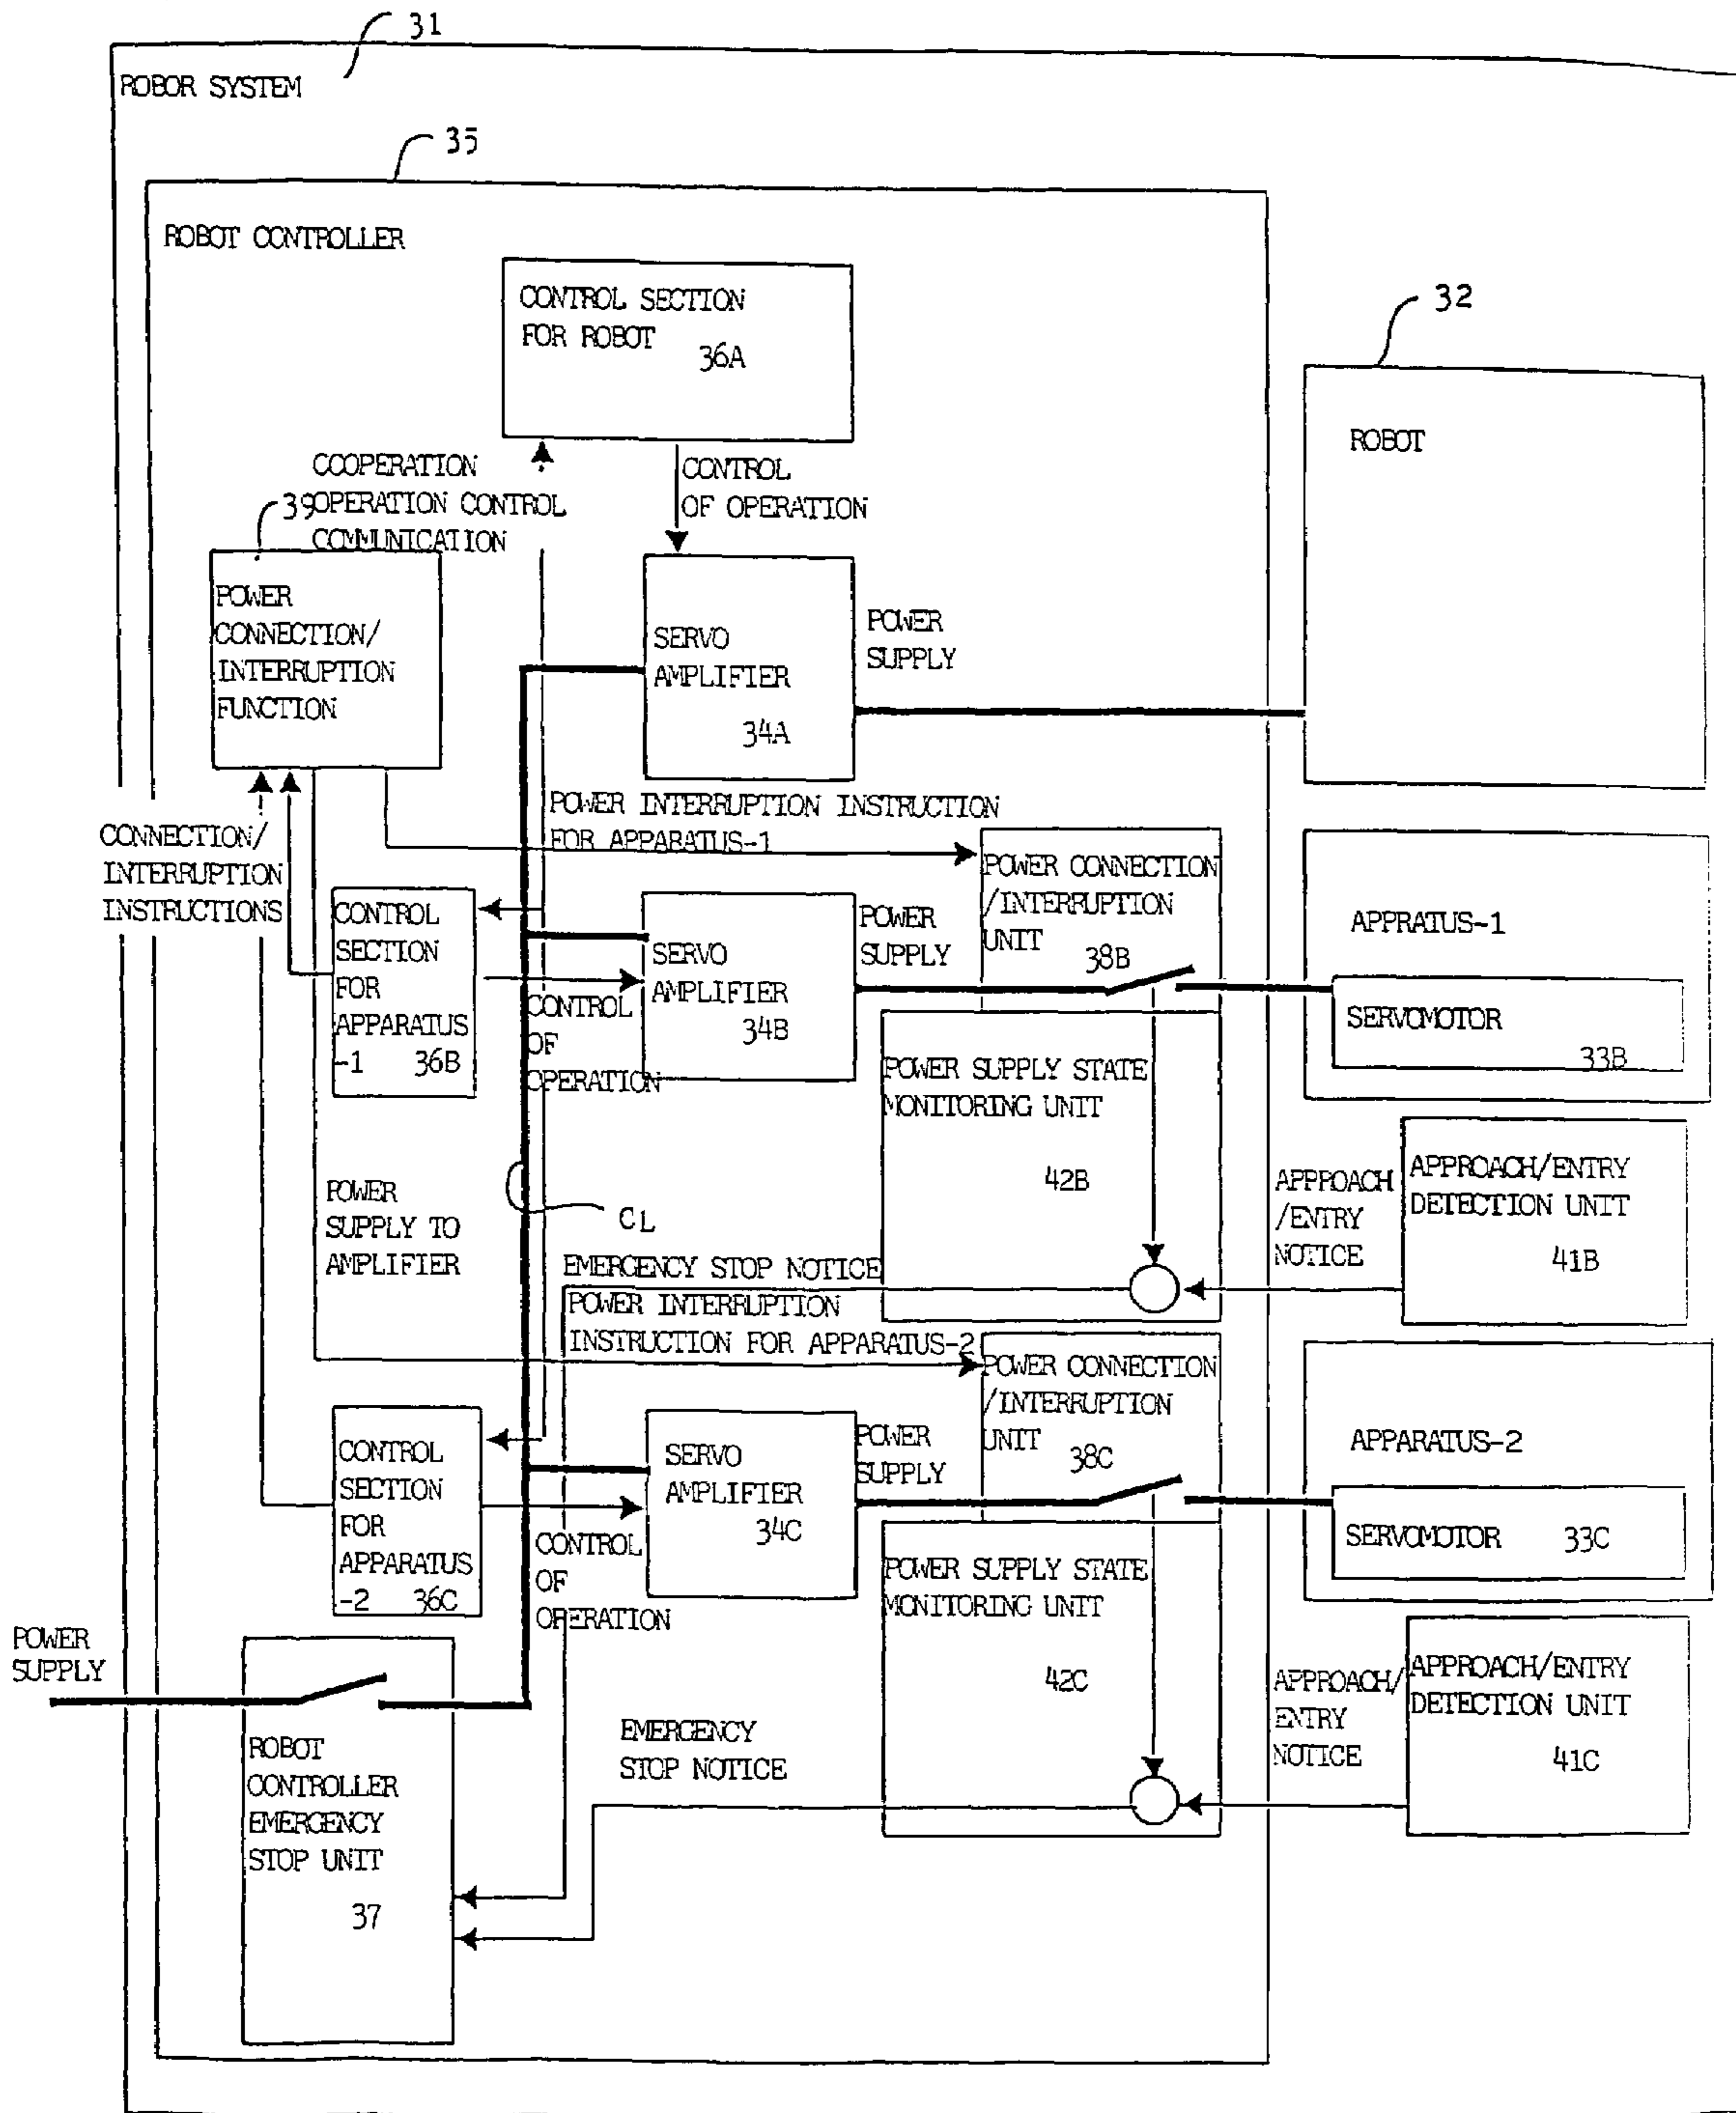 31
ROBOR SYSTEM
35
ROBOT CONTROLLER
CONTROL SECTION
FOR ROBOT
36A
32
ROBOT
COOPERATION
OPERATION CONTROL
COMMUNICATION
39
CONTROL
OF OPERATION
POWER
CONNECTION/
INTERRUPTION
FUNCTION
SERVO
AMPLIFIER
34A
POWER
SUPPLY
CONNECTION/
INTERRUPTION
INSTRUCTIONS
POWER INTERRUPTION INSTRUCTION
FOR APPARATUS-1
POWER CONNECTION
/INTERRUPTION
UNIT
38B
CONTROL
SECTION
FOR
APPARATUS
-1 36B
CONTROL
OF
OPERATION
SERVO
AMPLIFIER
34B
POWER
SUPPLY
APPRATUS-1
SERVOMOTOR
33B
POWER SUPPLY STATE
MONITORING UNIT
42B
APPROACH
/ENTRY
NOTICE
APPROACH/ENTRY
DETECTION UNIT
41B
POWER
SUPPLY TO
AMPLIFIER
CL
EMERGENCY STOP NOTICE
POWER INTERRUPTION
INSTRUCTION FOR APPARATUS-2
POWER CONNECTION
/INTERRUPTION
UNIT
38C
CONTROL
SECTION
FOR
APPARATUS
-2 36C
CONTROL
OF
OPERATION
SERVO
AMPLIFIER
34C
POWER
SUPPLY
APPARATUS-2
SERVOMOTOR 33C
POWER SUPPLY STATE
MONITORING UNIT
42C
APPROACH/
ENTRY
NOTICE
APPROACH/ENTRY
DETECTION UNIT
41C
POWER
SUPPLY
ROBOT
CONTROLLER
EMERGENCY
STOP UNIT
37
EMERGENCY
STOP NOTICE